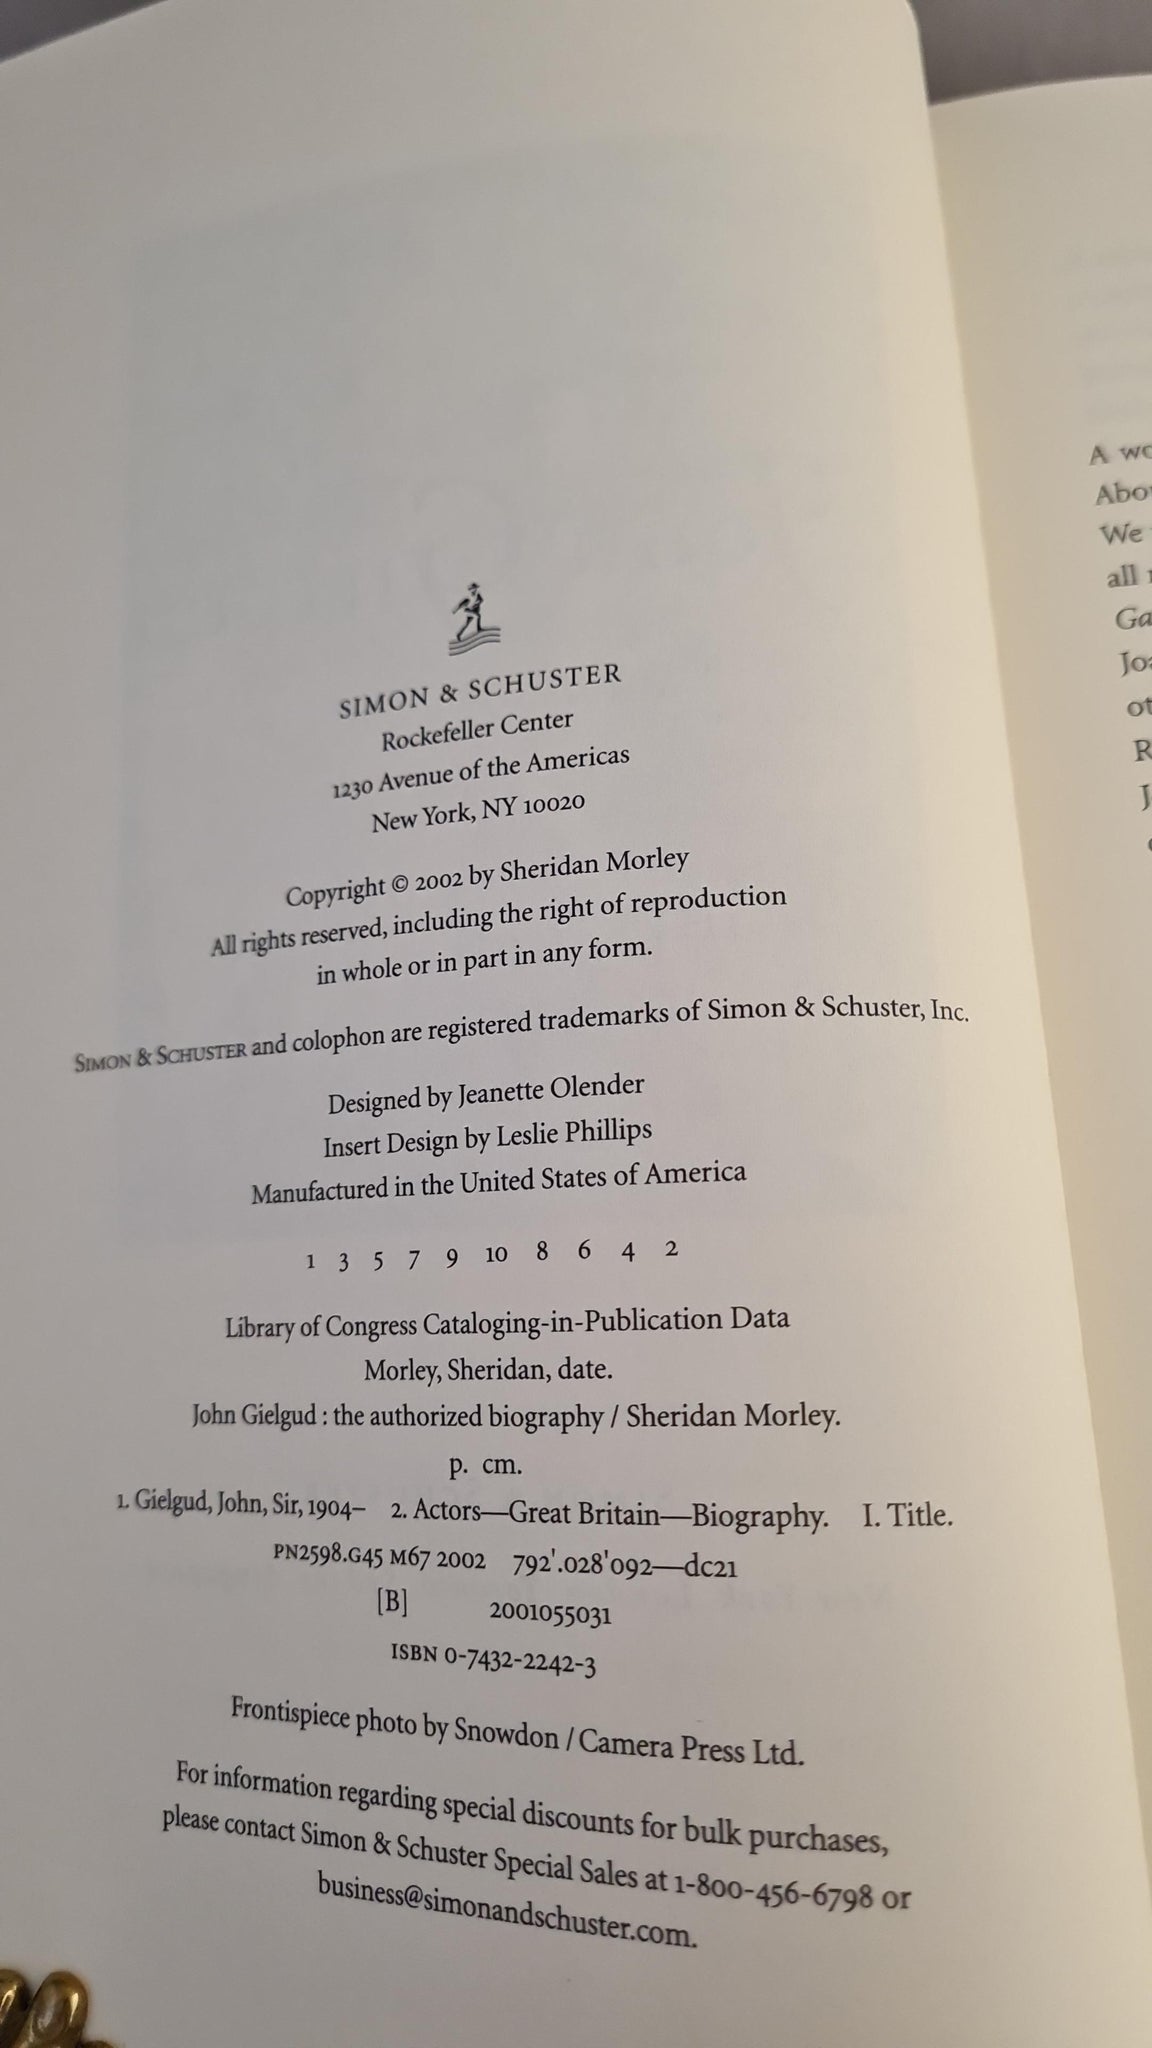 SIMON & SCHUSTER
Rockefeller Center
1230 Avenue of the Americas
New York, NY 10020
Copyright © 2002 by Sheridan Morley
All rights reserved, including the right of reproduction
in whole or in part in any form.
SIMON & SCHUSTER and colophon are registered trademarks of Simon & Schuster, Inc.
Designed by Jeanette Olender
Insert Design by Leslie Phillips
Manufactured in the United States of America
1 3 5 7 9 10 8 6 4 2
Library of Congress Cataloging-in-Publication Data
Morley, Sheridan, date.
John Gielgud : the authorized biography / Sheridan Morley.
p. cm.
1. Gielgud, John, Sir, 1904– 2. Actors—Great Britain—Biography. I. Title.
PN2598.G45 M67 2002 792'.028'092—dc21
[B] 2001055031
ISBN 0-7432-2242-3
Frontispiece photo by Snowdon / Camera Press Ltd.
For information regarding special discounts for bulk purchases,
please contact Simon & Schuster Special Sales at 1-800-456-6798 or
business@simonandschuster.com.
A
We
all